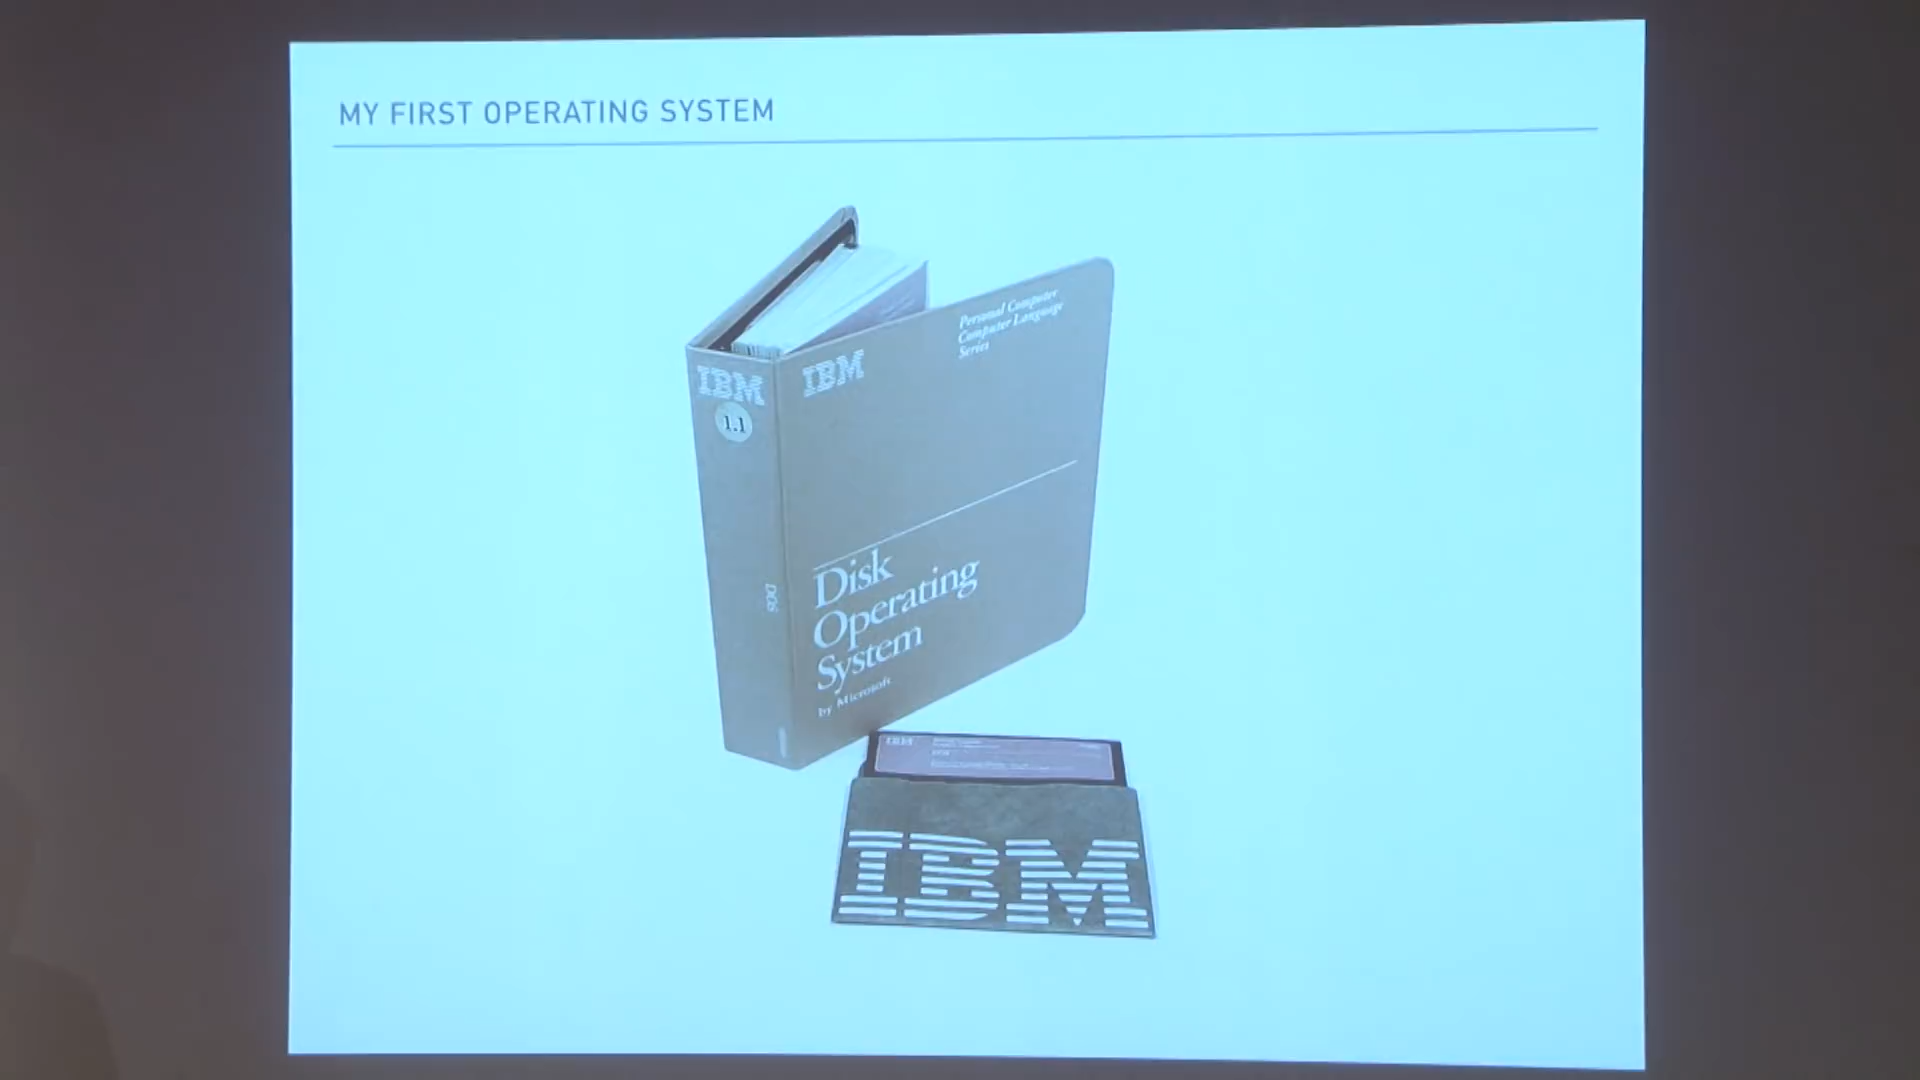 MY FIRST OPERATING SYSTEM
Personal Computer
Computer Language
Series
IBM
IBM
1.1
DOS
Disk
Operating
System
by Microsoft
IBM
IBM